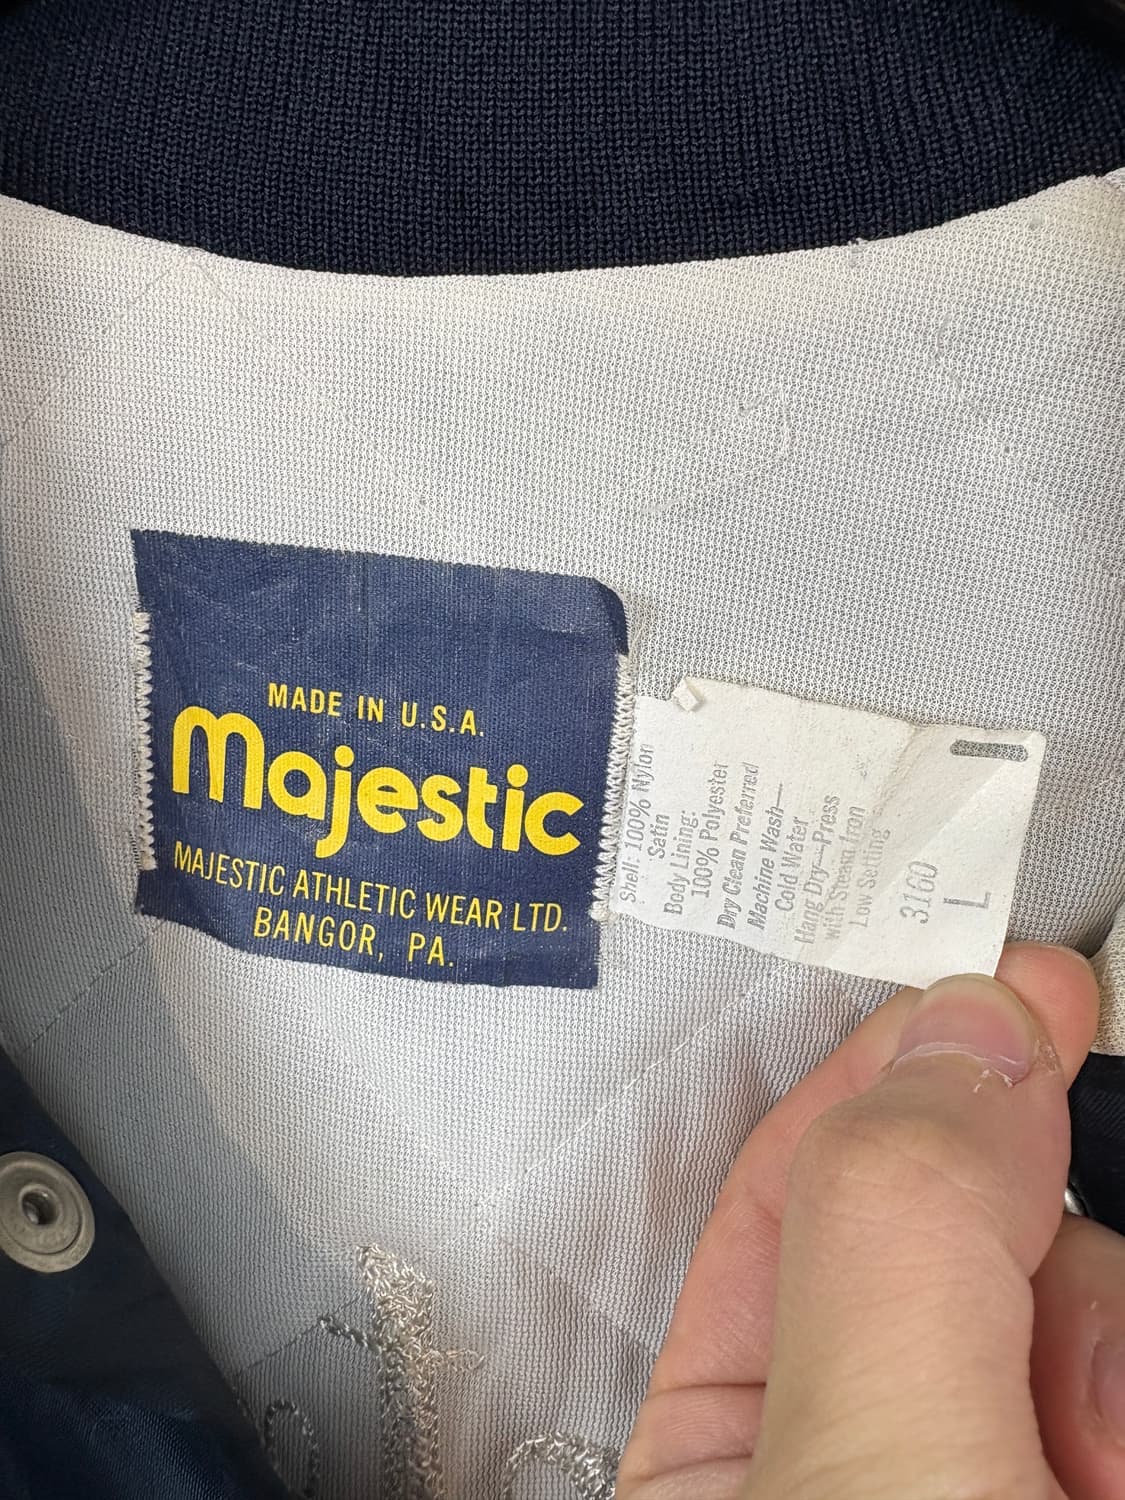 MADE IN U.S.A.
Majestic
MAJESTIC ATHLETIC WEAR LTD.
BANGOR, PA.
Shell: 100% Nylon
Satin
Body Lining:
100% Polyester
Dry Clean Preferred
Machine Wash—
Cold Water
Hang Dry—Press
with Steam Iron
Low Setting
3160
L